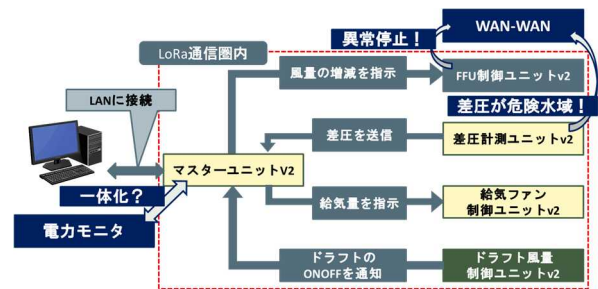 WAN-WAN
異常停止！
LoRa通信圏内
風量の増減を指示
FFU制御ユニットv2
LANに接続
差圧が危険水域！
差圧を送信
差圧計測ユニットv2
マスターユニットV2
一体化？
給気量を指示
給気ファン
制御ユニットv2
電力モニタ
ドラフトの
ONOFFを通知
ドラフト風量
制御ユニットv2